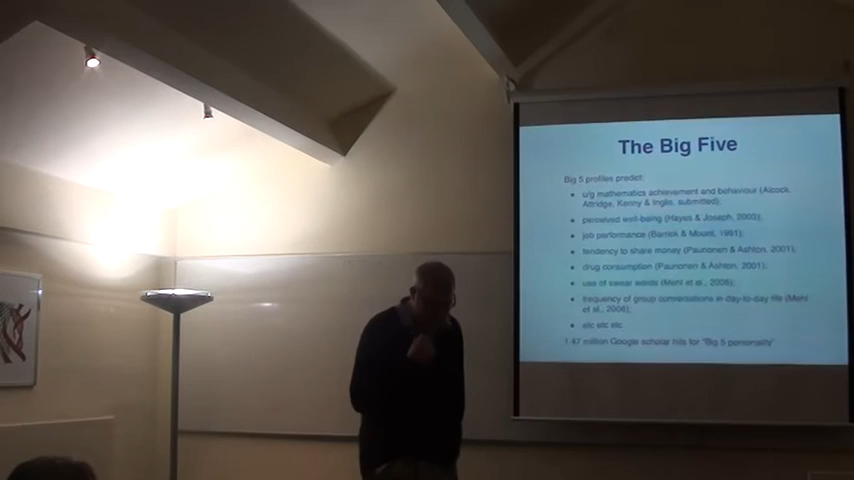 The Big Five
Big 5 profiles predict:
• u/g mathematics achievement and behaviour (Alcock,
Attridge, Kenny & Inglis, submitted);
• perceived well-being (Hayes & Joseph, 2003);
• job performance (Barrick & Mount, 1991);
• tendency to share money (Paunonen & Ashton, 2001);
• drug consumption (Paunonen & Ashton, 2001);
• use of swear words (Mehl et al., 2006);
• frequency of group conversations in day-to-day life (Mehl
et al., 2006);
• etc etc etc
1.47 million Google scholar hits for "Big 5 personality"